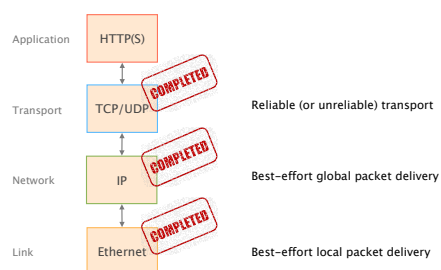 Application HTTP(S)
COMPLETED
Transport TCP/UDP Reliable (or unreliable) transport
COMPLETED
Network IP Best-effort global packet delivery
COMPLETED
Link Ethernet Best-effort local packet delivery